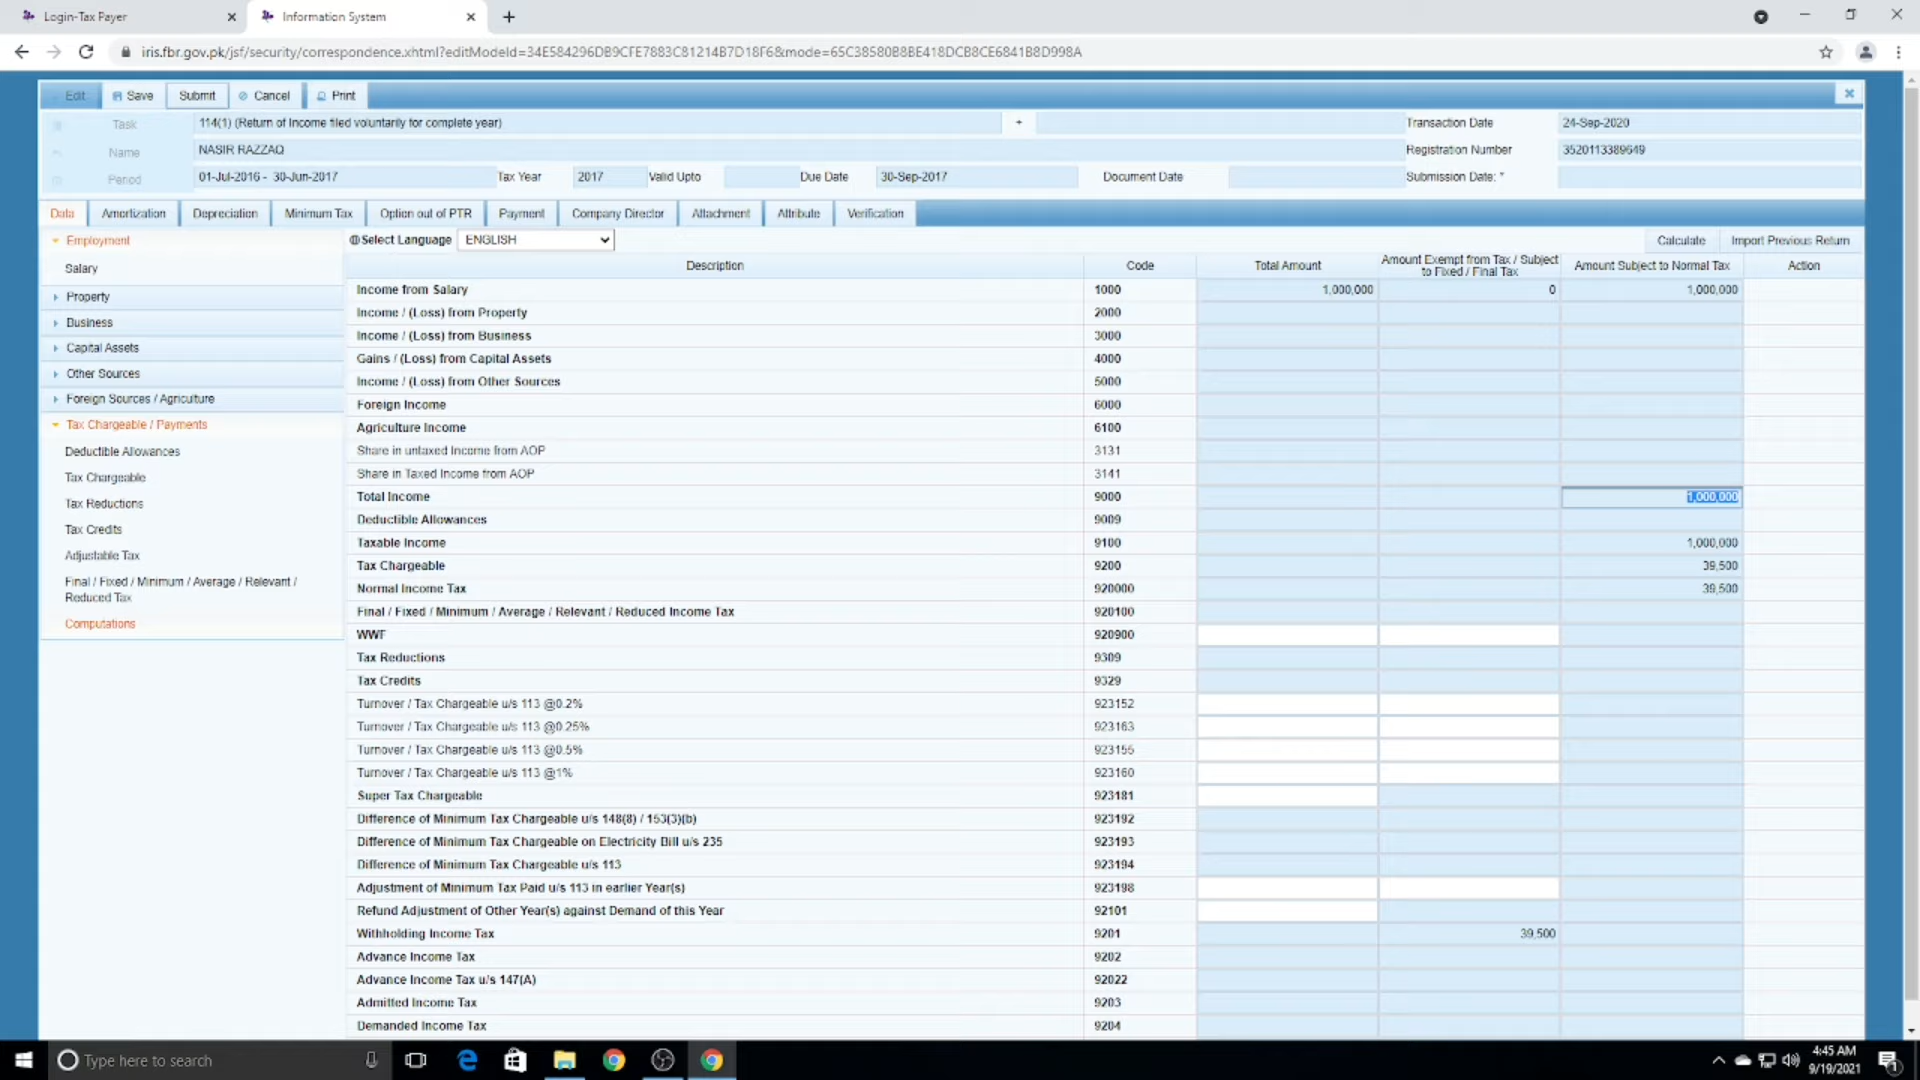 Login-Tax Payer
Information System
iris.fbr.gov.pk/jsf/security/correspondence.xhtml?editModeId=34E584296DB9CFE7883C81214B7D18F6&mode=65C38580B8BE418DCB8CE6841B8D998A
Edit Save Submit Cancel Print
Task 114(1) (Return of Income filed voluntarily for complete year) + Transaction Date 24-Sep-2020
Name NASIR RAZZAQ Registration Number 3520113389649
Period 01-Jul-2016 - 30-Jun-2017 Tax Year 2017 Valid Upto Due Date 30-Sep-2017 Document Date Submission Date: *
Data Amortization Depreciation Minimum Tax Option out of PTR Payment Company Director Attachment Attribute Verification
Employment
Salary
Property
Business
Capital Assets
Other Sources
Foreign Sources / Agriculture
Tax Chargeable / Payments
Deductible Allowances
Tax Chargeable
Tax Reductions
Tax Credits
Adjustable Tax
Final / Fixed / Minimum / Average / Relevant /
Reduced Tax
Computations
Select Language ENGLISH Calculate Import Previous Return
Description Code Total Amount Amount Exempt from Tax / Subject to Fixed / Final Tax Amount Subject to Normal Tax Action
Income from Salary 1000 1,000,000 0 1,000,000
Income / (Loss) from Property 2000
Income / (Loss) from Business 3000
Gains / (Loss) from Capital Assets 4000
Income / (Loss) from Other Sources 5000
Foreign Income 6000
Agriculture Income 6100
Share in untaxed Income from AOP 3131
Share in Taxed Income from AOP 3141
Total Income 9000 1,000,000
Deductible Allowances 9009
Taxable Income 9100 1,000,000
Tax Chargeable 9200 39,500
Normal Income Tax 920000 39,500
Final / Fixed / Minimum / Average / Relevant / Reduced Income Tax 920100
WWF 920900
Tax Reductions 9309
Tax Credits 9329
Turnover / Tax Chargeable u/s 113 @0.2% 923152
Turnover / Tax Chargeable u/s 113 @0.25% 923163
Turnover / Tax Chargeable u/s 113 @0.5% 923155
Turnover / Tax Chargeable u/s 113 @1% 923160
Super Tax Chargeable 923181
Difference of Minimum Tax Chargeable u/s 148(8) / 153(3)(b) 923192
Difference of Minimum Tax Chargeable on Electricity Bill u/s 235 923193
Difference of Minimum Tax Chargeable u/s 113 923194
Adjustment of Minimum Tax Paid u/s 113 in earlier Year(s) 923198
Refund Adjustment of Other Year(s) against Demand of this Year 92101
Withholding Income Tax 9201 39,500
Advance Income Tax 9202
Advance Income Tax u/s 147(A) 92022
Admitted Income Tax 9203
Demanded Income Tax 9204
Type here to search
4:45 AM
9/19/2021
1